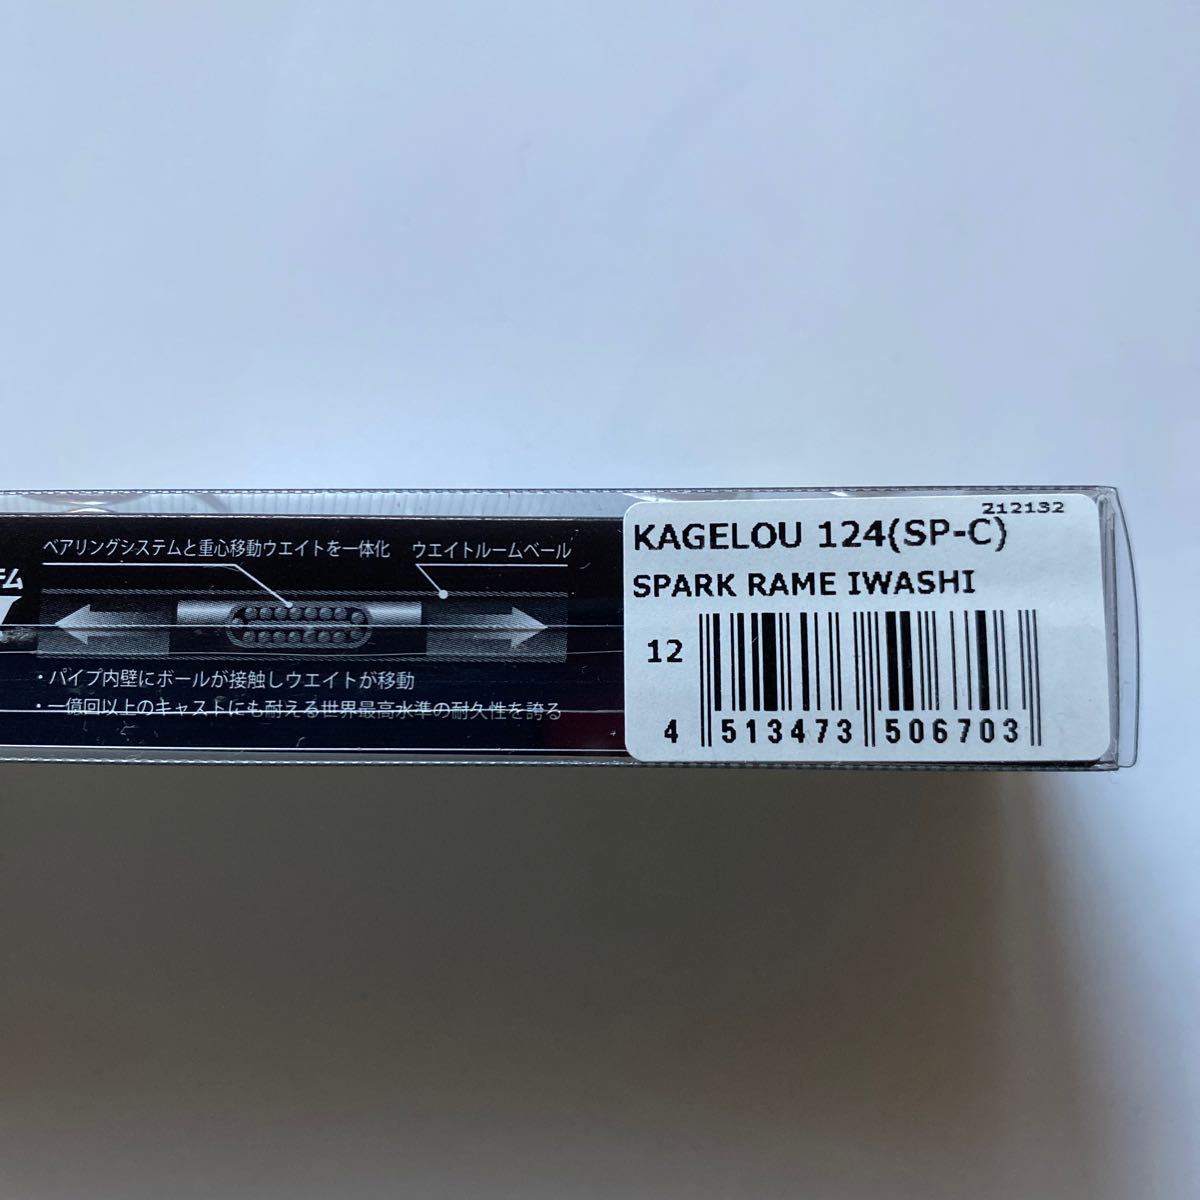 ベアリングシステムと重心移動ウエイトを一体化
ウエイトルームベール
テム
・パイプ内壁にボールが接触しウエイトが移動
・一億回以上のキャストにも耐える世界最高水準の耐久性を誇る
212132
KAGELOU 124(SP-C)
SPARK RAME IWASHI
12
4 513473 506703